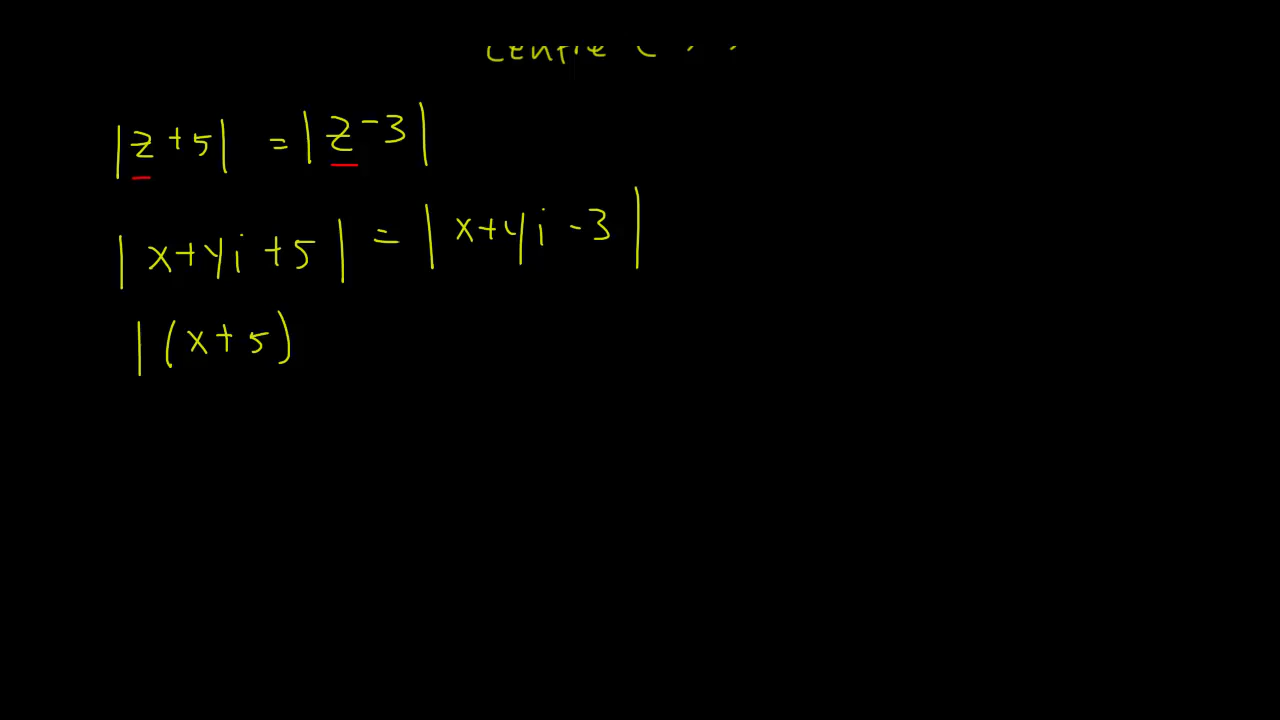 |z + 5| = |z - 3|
|x + yi + 5| = |x + yi - 3|
|(x + 5)